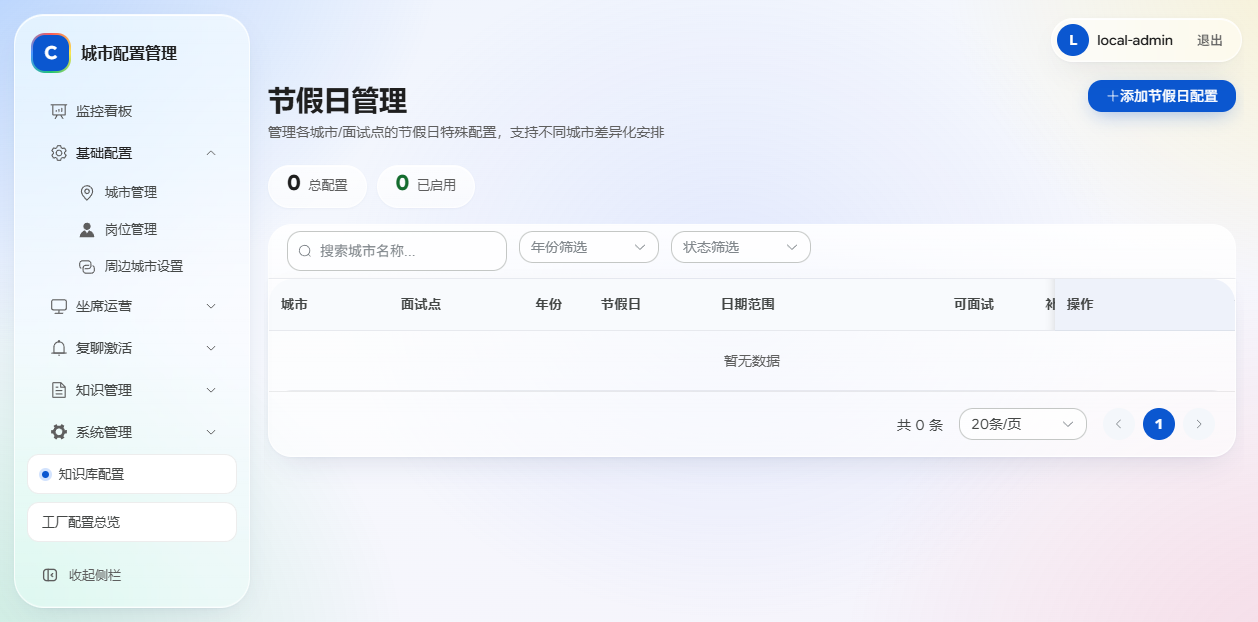 C 城市配置管理
监控看板
基础配置
城市管理
岗位管理
周边城市设置
坐席运营
复聊激活
知识管理
系统管理
知识库配置
工厂配置总览
收起侧栏
L local-admin 退出
节假日管理
+添加节假日配置
管理各城市/面试点的节假日特殊配置，支持不同城市差异化安排
0 总配置 0 已启用
搜索城市名称... 年份筛选 状态筛选
城市 面试点 年份 节假日 日期范围 可面试 操作
暂无数据
共 0 条 20条/页 1